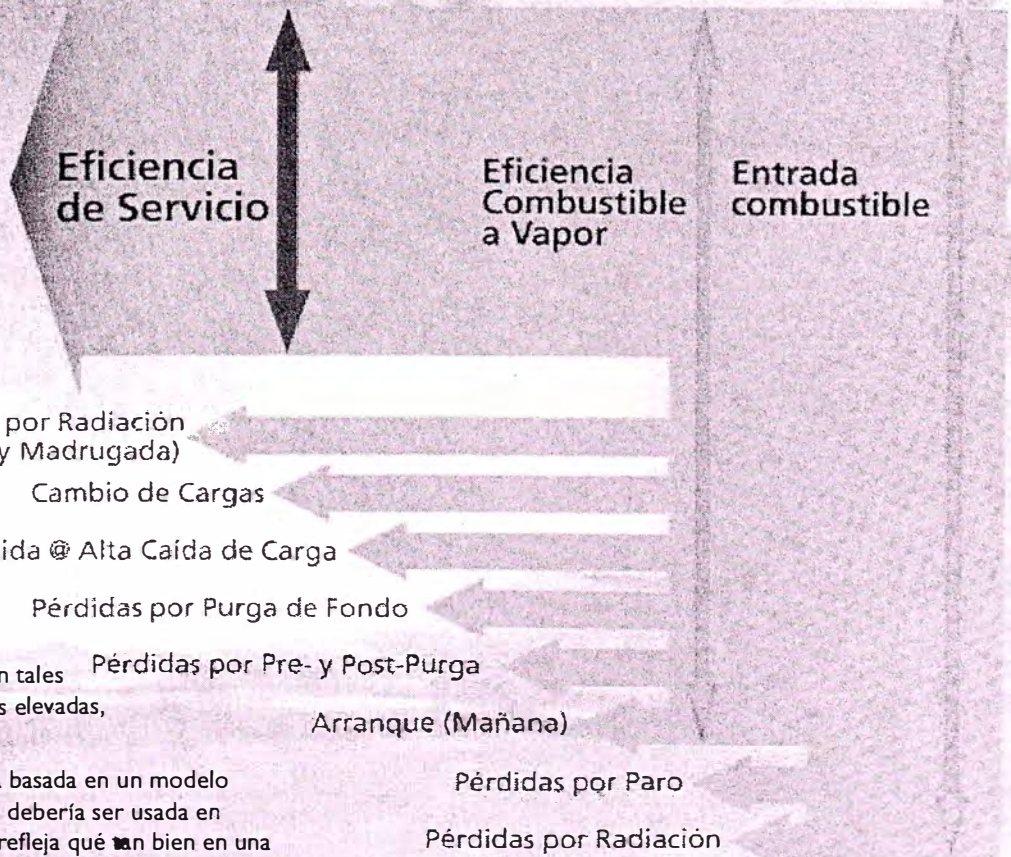 Eficiencia
de Servicio
Eficiencia
Combustible
a Vapor
Entrada
combustible
por Radiación
y Madrugada)
Cambio de Cargas
ida @ Alta Caída de Carga
Pérdidas por Purga de Fondo
n tales
s elevadas,
Pérdidas por Pre- y Post-Purga
Arranque (Mañana)
basada en un modelo
debería ser usada en
refleja qué tan bien en una
Pérdidas por Paro
Pérdidas por Radiación